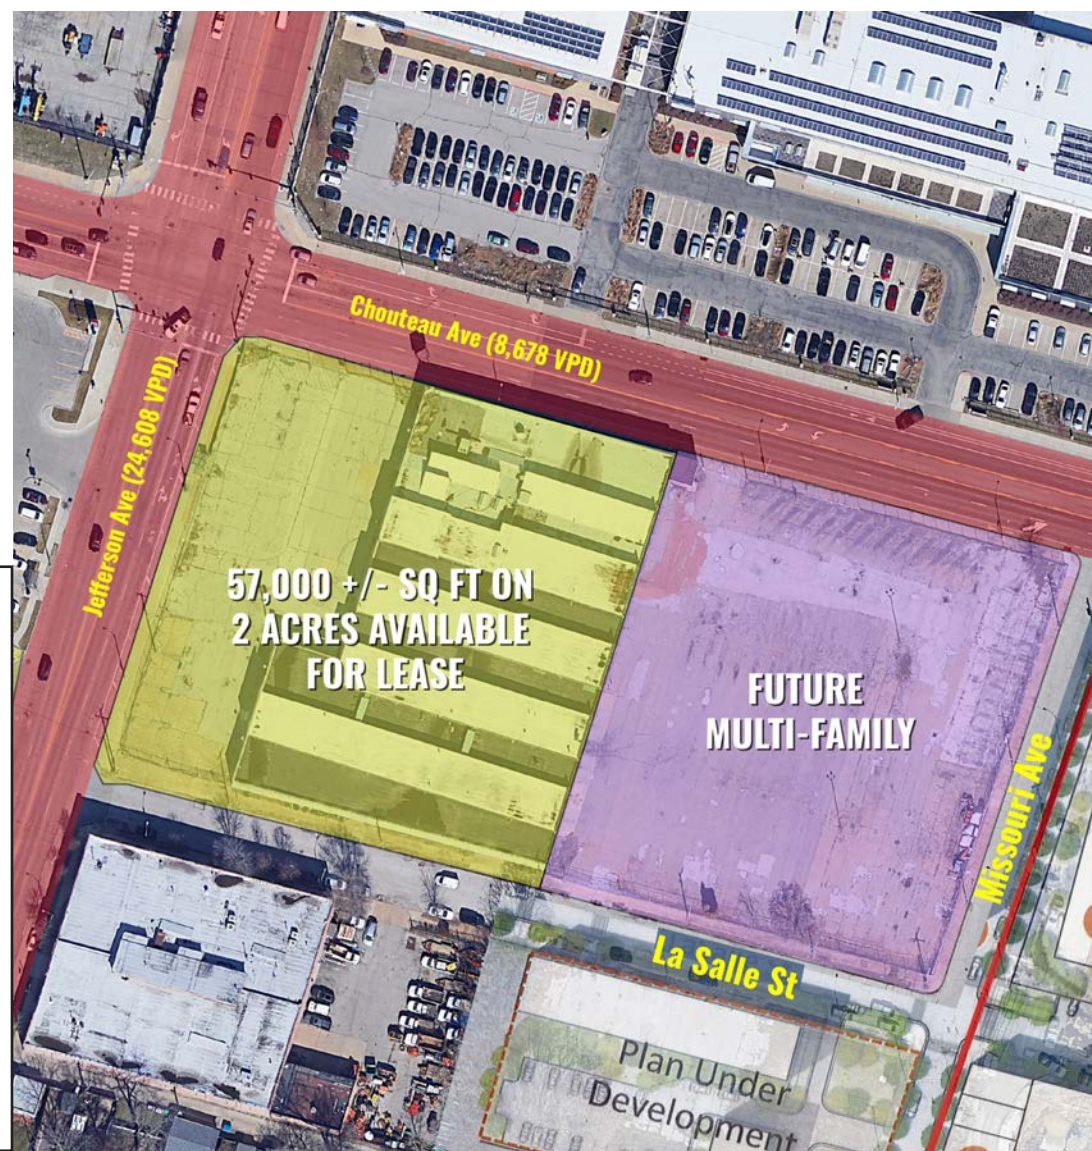 Chouteau Ave (8,678 VPD)
Jefferson Ave (24,608 VPD)
57,000 +/- SQ FT ON
2 ACRES AVAILABLE
FOR LEASE
FUTURE
MULTI-FAMILY
Missouri Ave
La Salle St
Plan Under
Development